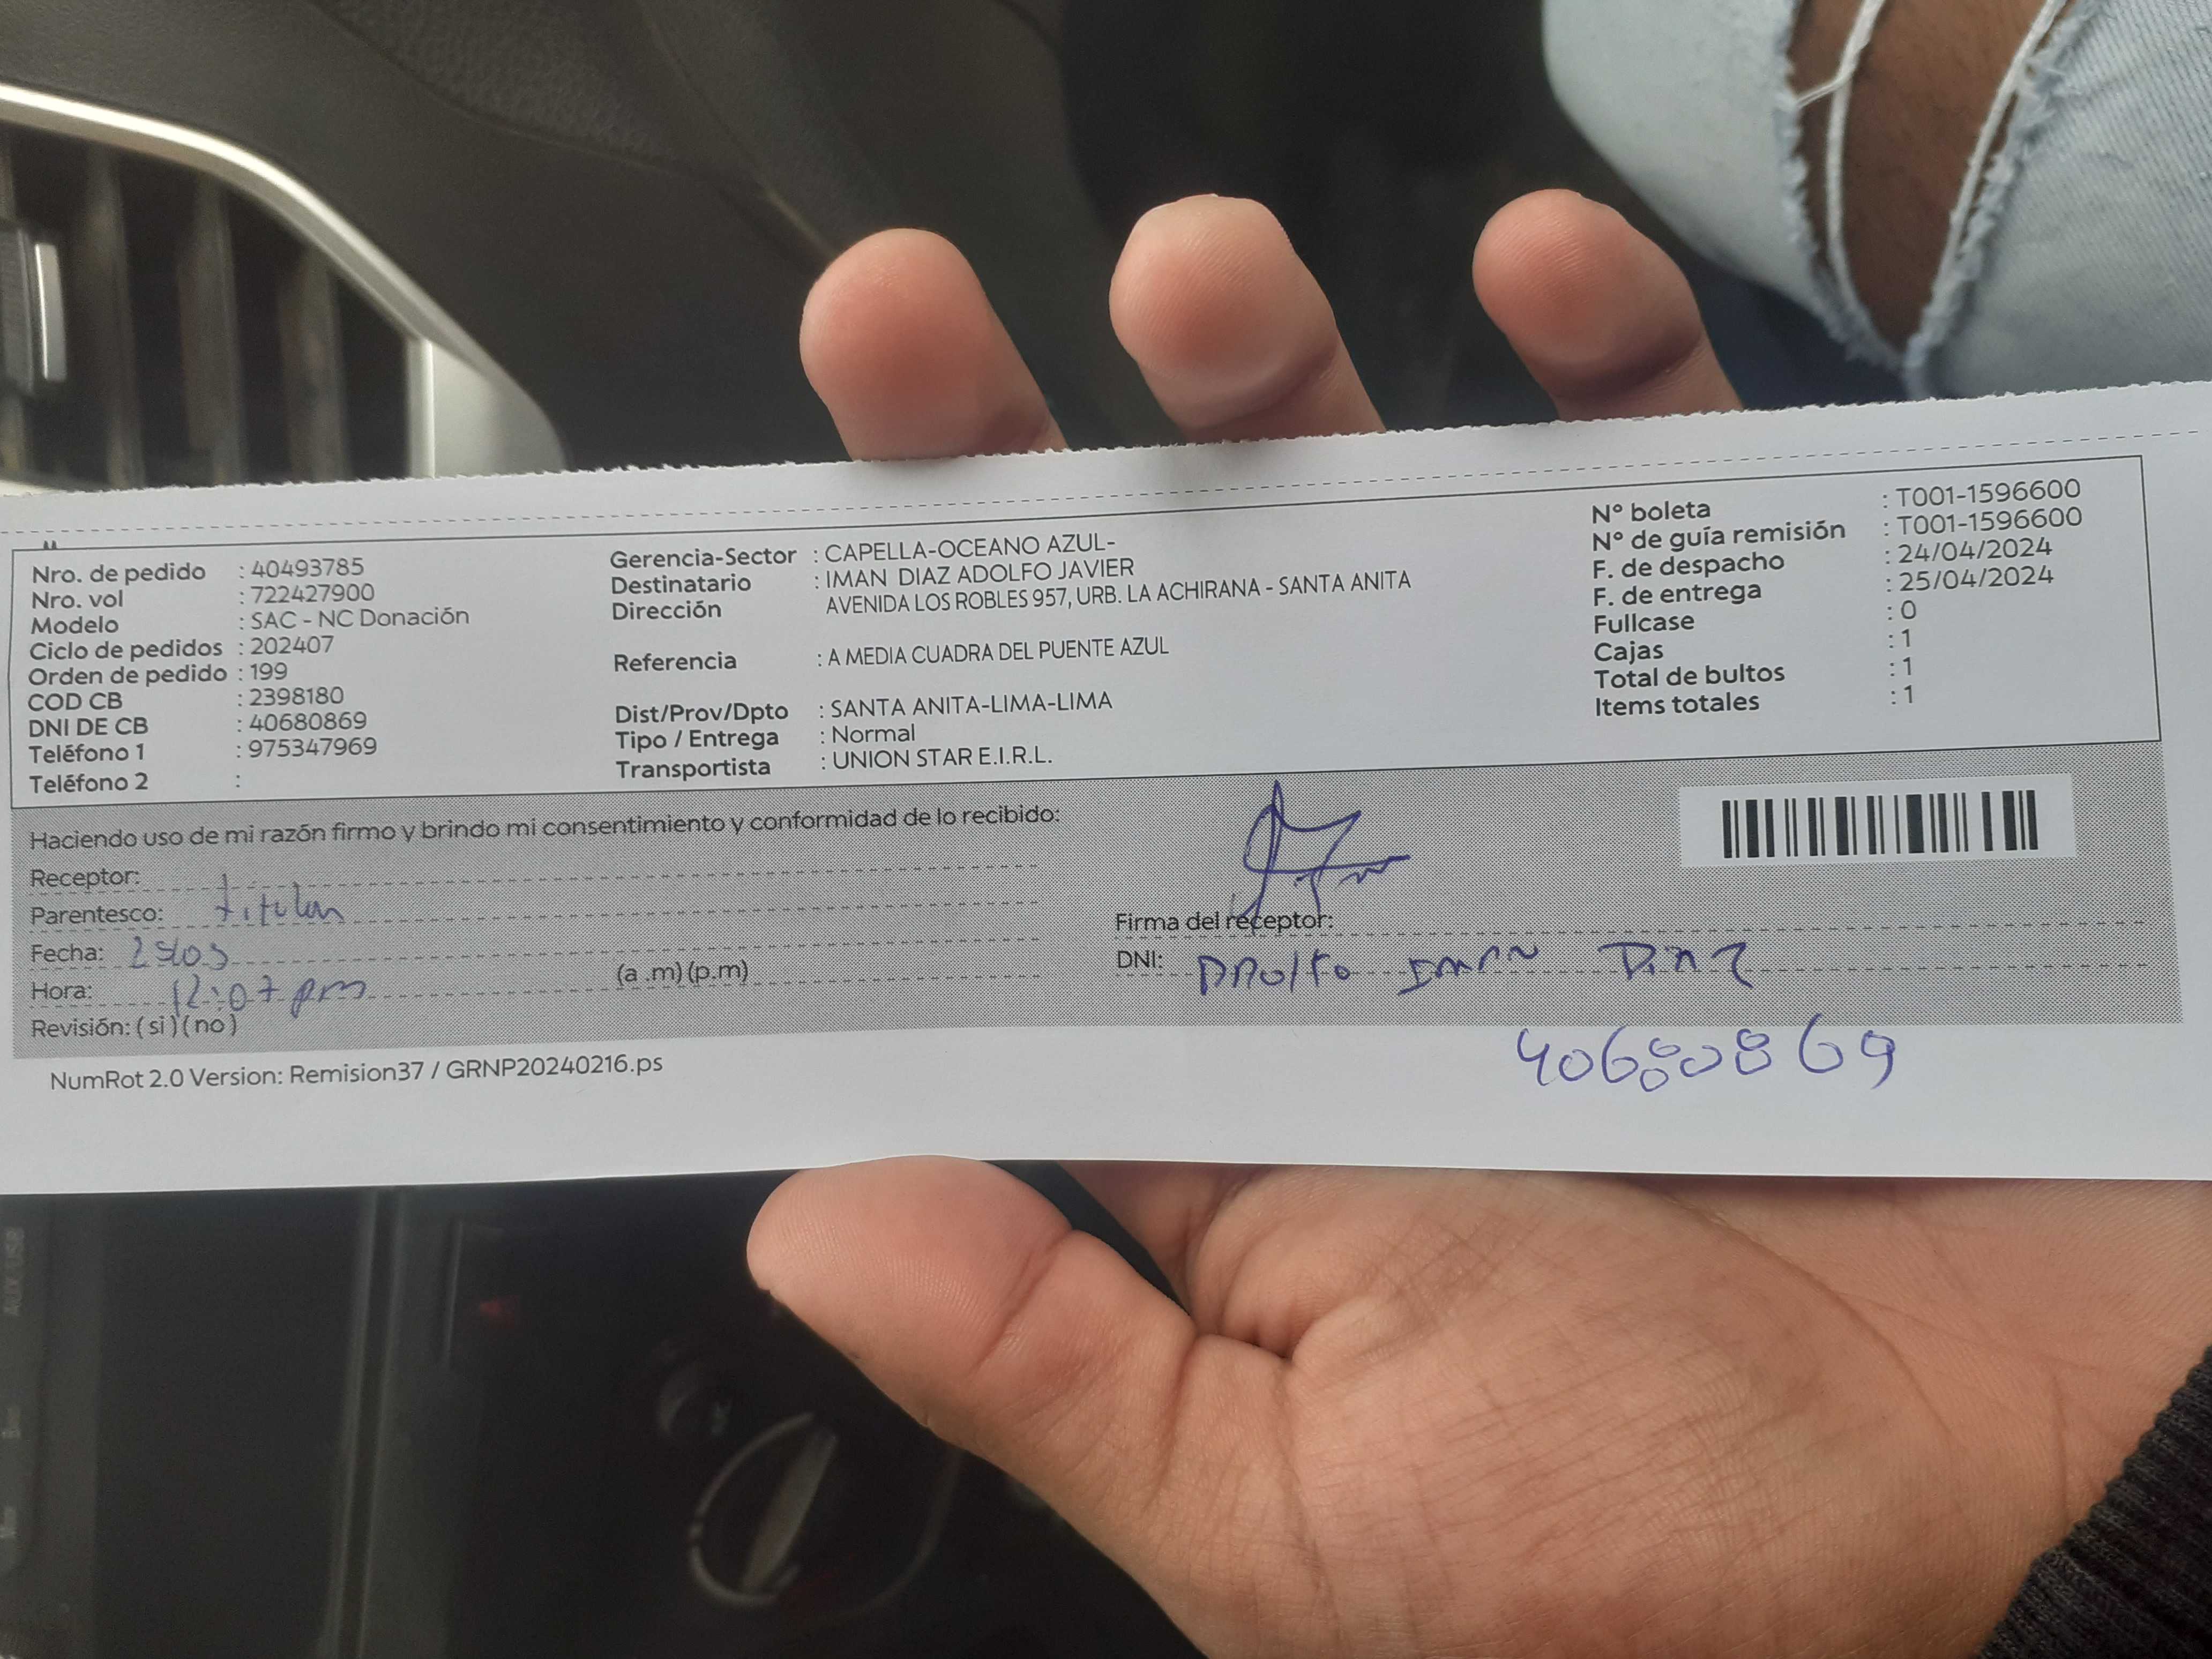 Nro. de pedido : 40493785
Nro. vol : 722427900
Modelo : SAC - NC Donación
Ciclo de pedidos : 202407
Orden de pedido : 199
COD CB : 2398180
DNI DE CB : 40680869
Teléfono 1 : 975347969
Teléfono 2 :
Gerencia-Sector : CAPELLA-OCEANO AZUL-
Destinatario : IMAN DIAZ ADOLFO JAVIER
Dirección AVENIDA LOS ROBLES 957, URB. LA ACHIRANA - SANTA ANITA
Referencia : A MEDIA CUADRA DEL PUENTE AZUL
Dist/Prov/Dpto : SANTA ANITA-LIMA-LIMA
Tipo / Entrega : Normal
Transportista : UNION STAR E.I.R.L.
N° boleta : T001-1596600
N° de guía remisión : T001-1596600
F. de despacho : 24/04/2024
F. de entrega : 25/04/2024
Fullcase : 0
Cajas : 1
Total de bultos : 1
Items totales : 1
Haciendo uso de mi razón firmo y brindo mi consentimiento y conformidad de lo recibido:
Receptor:
Parentesco: titular
Fecha:
Hora: 12:07 pm (a .m) (p.m)
Revisión: ( si ) ( no )
Firma del receptor:
DNI: Adolfo Iman Diaz
40680869
NumRot 2.0 Version: Remision37 / GRNP20240216.ps
AUX USB